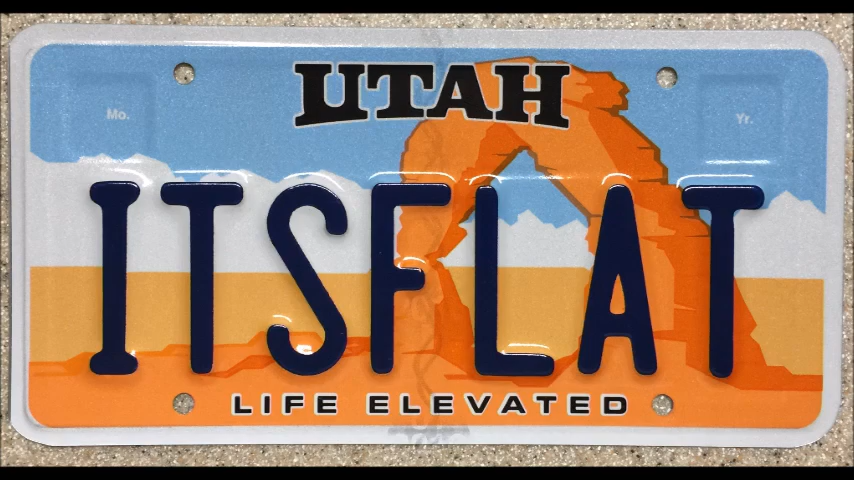 UTAH
Mo. Yr.
ITSFLAT
LIFE ELEVATED